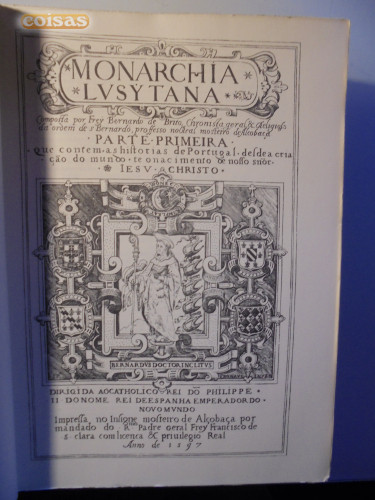 coisas
MONARCHIA
LVSYTANA
Composta por Frey Bernardo de Brito, Chronista geral & Religioso
da ordem de s. Bernardo, professo no real mosteiro de Alcobaça
PARTE·PRIMEIRA
que contem as historias de Portugal desde a cria
ção do mundo te o nacimento de nosso sñor
IESV·CHRISTO
BERNARDVS DOCTOR INCLITVS
DIRIGIDA AO CATHOLICO REI DO PHILIPPE
II DO NOME REI DE ESPANHA EMPERADOR DO
NOVO MVNDO
Impressa, no Insigne mosteiro de Alcobaça por
mandado do R.mo Padre Geral Frey Francisco de
S. clara com licença & privilegio Real
Anno de 1597